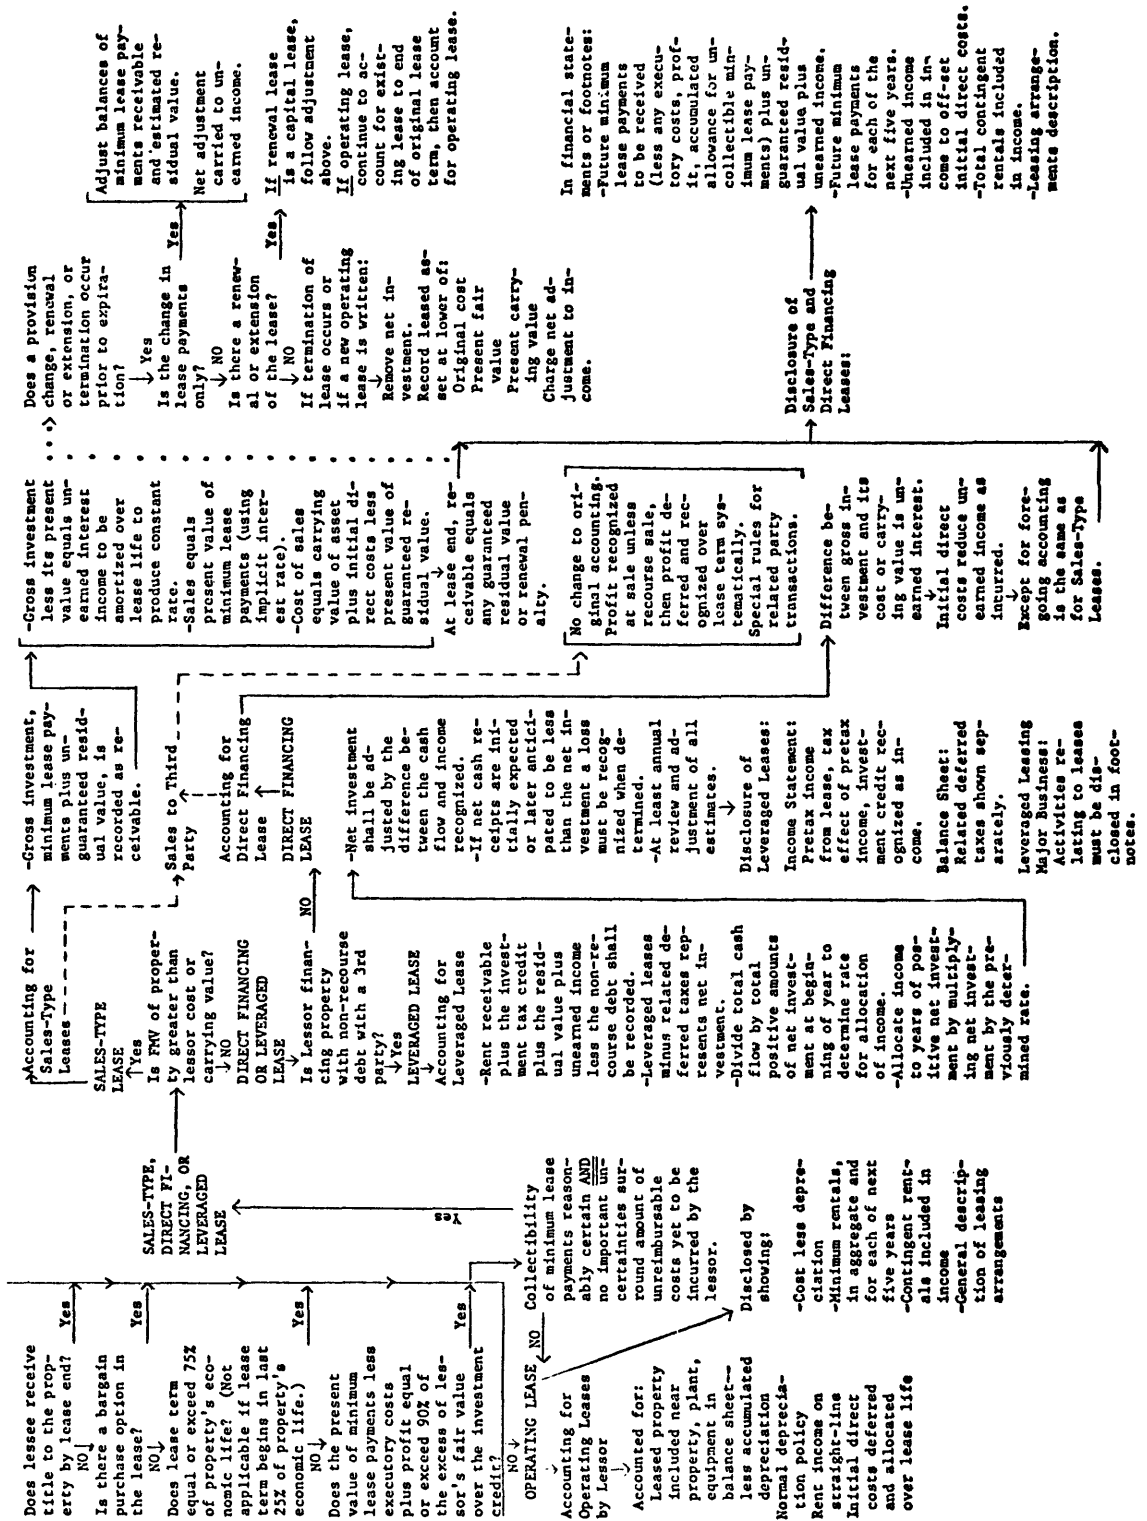 Does lessee receive
title to the prop-
erty by lease end?
Yes
NO
Is there a bargain
purchase option in
the lease?
Yes
NO
Does lease term
equal or exceed 75%
of property's eco-
nomic life? (Not
applicable if lease
term begins in last
25% of property's
economic life.)
Yes
NO
Does the present
value of minimum
lease payments less
executory costs
plus profit equal
or exceed 90% of
the excess of les-
sor's fair value
over the investment
credit?
Yes
NO
OPERATING LEASE
NO
Accounting for
Operating Leases
by Lessor
Accounted for:
Leased property
included near
property, plant,
equipment in
balance sheet--
less accumulated
depreciation
Normal deprecia-
tion policy
Rent income on
straight-line
Initial direct
costs deferred
and allocated
over lease life
SALES-TYPE,
DIRECT FI-
NANCING, OR
LEVERAGED
LEASE
Yes
Collectibility
of minimum lease
payments reason-
ably certain AND
no important un-
certainties sur-
round amount of
unreimbursable
costs yet to be
incurred by the
lessor.
Disclosed by
showing:
-Cost less depre-
ciation
-Minimum rentals,
in aggregate and
for each of next
five years
-Contingent rent-
als included in
income
-General descrip-
tion of leasing
arrangements
Accounting for
Sales-Type
Leases
SALES-TYPE
LEASE
Yes
Is FMV of proper-
ty greater than
lessor cost or
carrying value?
NO
DIRECT FINANCING
OR LEVERAGED
LEASE
Is Lessor finan-
cing property
with non-recourse
debt with a 3rd
party?
NO
Yes
LEVERAGED LEASE
Accounting for
Leveraged Lease
-Rent receivable
plus the invest-
ment tax credit
plus the resid-
ual value plus
unearned income
less the non-re-
course debt shall
be recorded.
-Leveraged leases
minus related de-
ferred taxes rep-
resents net in-
vestment.
-Divide total cash
flow by total
positive amounts
of net invest-
ment at begin-
ning of year to
determine rate
for allocation
of income.
-Allocate income
to years of pos-
itive net invest-
ment by multiply-
ing net invest-
ment by the pre-
viously deter-
mined rate.
-Gross investment,
minimum lease pay-
ments plus un-
guaranteed resid-
ual value, is
recorded as re-
ceivable.
Sales to Third
Party
Accounting for
Direct Financing
Lease
DIRECT FINANCING
LEASE
-Net investment
shall be ad-
justed by the
difference be-
tween the cash
flow and income
recognized.
-If net cash re-
ceipts are ini-
tially expected
or later antici-
pated to be less
than the net in-
vestment a loss
must be recog-
nized when de-
termined.
-At least annual
review and ad-
justment of all
estimates.
Disclosure of
Leveraged Leases:
Income Statement:
Pretax income
from lease, tax
effect of pretax
income, invest-
ment credit rec-
ognized as in-
come.
Balance Sheet:
Related deferred
taxes shown sep-
arately.
Leveraged Leasing
Major Business:
Activities re-
lating to leases
must be dis-
closed in foot-
notes.
-Gross investment
less its present
value equals un-
earned interest
income to be
amortized over
lease life to
produce constant
rate.
-Sales equals
present value of
minimum lease
payments (using
implicit inter-
est rate).
-Cost of sales
equals carrying
value of asset
plus initial di-
rect costs less
present value of
guaranteed re-
sidual value.
At lease end, re-
ceivable equals
any guaranteed
residual value
or renewal pen-
alty.
No change to ori-
ginal accounting.
Profit recognized
at sale unless
recourse sale,
then profit de-
ferred and rec-
ognized over
lease term sys-
tematically.
Special rules for
related party
transactions.
Difference be-
tween gross in-
vestment and its
cost or carry-
ing value is un-
earned interest.
Initial direct
costs reduce un-
earned income as
incurred.
Except for fore-
going accounting
is the same as
for Sales-Type
Leases.
Does a provision
change, renewal
or extension, or
termination occur
prior to expira-
tion?
Yes
Is the change in
lease payments
only?
Yes
NO
Is there a renew-
al or extension
of the lease?
Yes
NO
If termination of
lease occurs or
if a new operating
lease is written:
Remove net in-
vestment.
Record leased as-
set at lower of:
Original cost
Present fair
value
Present carry-
ing value
Charge net ad-
justment to in-
come.
Disclosure of
Sales-Type and
Direct Financing
Leases:
Adjust balances of
minimum lease pay-
ments receivable
and estimated re-
sidual value.
Net adjustment
carried to un-
earned income.
If renewal lease
is a capital lease,
follow adjustment
above.
If operating lease,
continue to ac-
count for exist-
ing lease to end
of original lease
term, then account
for operating lease.
In financial state-
ments or footnotes:
-Future minimum
lease payments
to be received
(less any execu-
tory costs, prof-
it, accumulated
allowance for un-
collectible min-
imum lease pay-
ments) plus un-
guaranteed resid-
ual value plus
unearned income.
-Future minimum
lease payments
for each of the
next five years.
-Unearned income
included in in-
come to off-set
initial direct costs.
-Total contingent
rentals included
in income.
-Leasing arrange-
ments description.